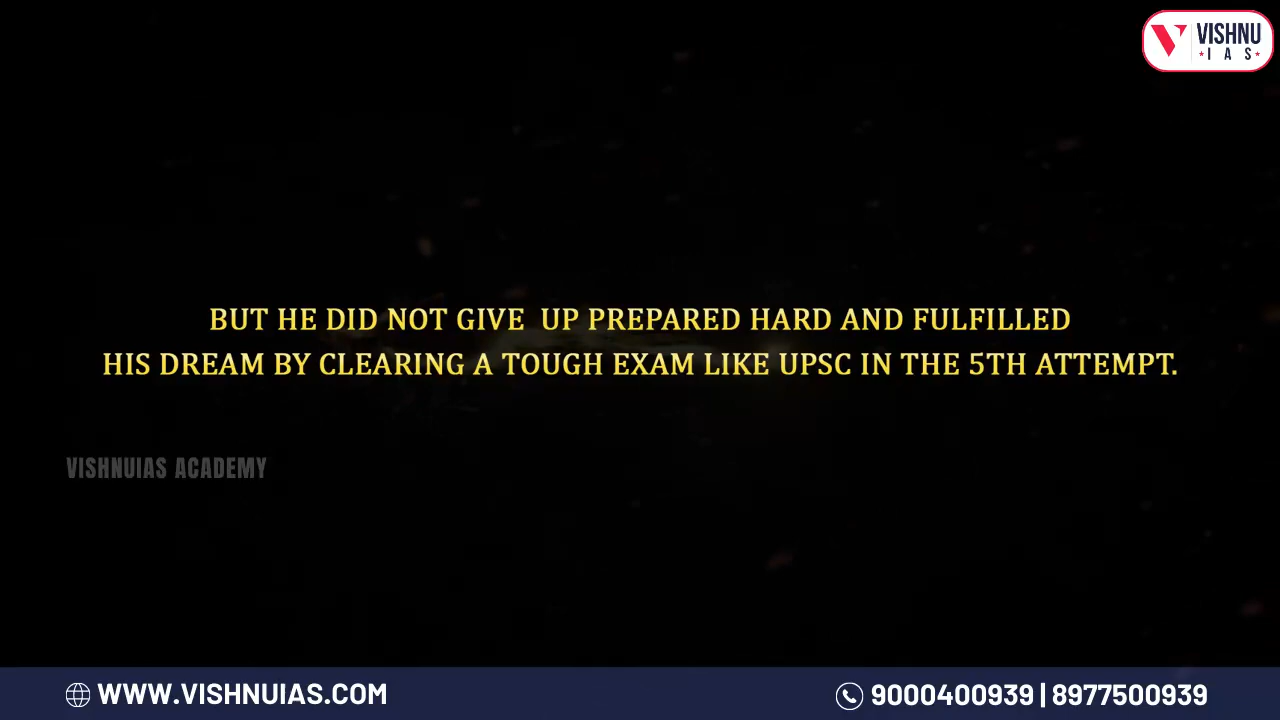 VISHNU
I A S
BUT HE DID NOT GIVE  UP PREPARED HARD AND FULFILLED
HIS DREAM BY CLEARING A TOUGH EXAM LIKE UPSC IN THE 5TH ATTEMPT.
VISHNUIAS ACADEMY
WWW.VISHNUIAS.COM
9000400939 | 8977500939